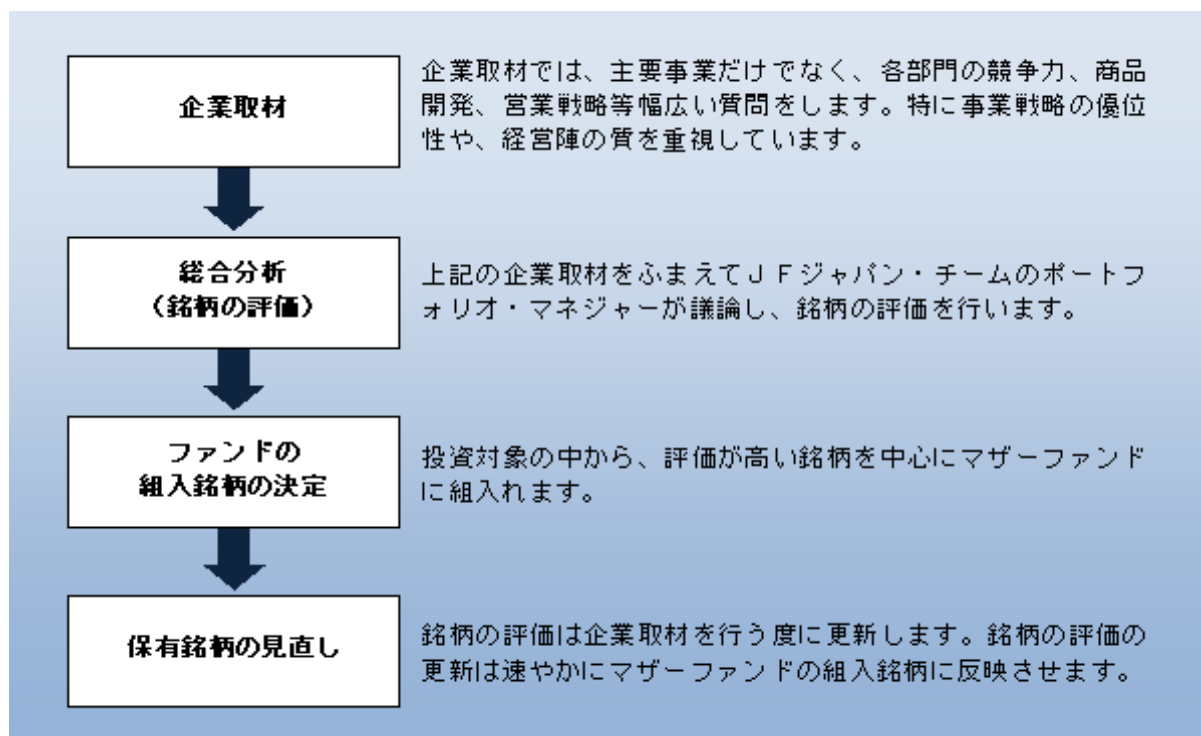 企業取材
企業取材では、主要事業だけでなく、各部門の競争力、商品
開発、営業戦略等幅広い質問をします。特に事業戦略の優位
性や、経営陣の質を重視しています。
総合分析
（銘柄の評価）
上記の企業取材をふまえてＪＦジャパン・チームのポートフ
ォリオ・マネジャーが議論し、銘柄の評価を行います。
ファンドの
組入銘柄の決定
投資対象の中から、評価が高い銘柄を中心にマザーファンド
に組入れます。
保有銘柄の見直し
銘柄の評価は企業取材を行う度に更新します。銘柄の評価の
更新は速やかにマザーファンドの組入銘柄に反映させます。